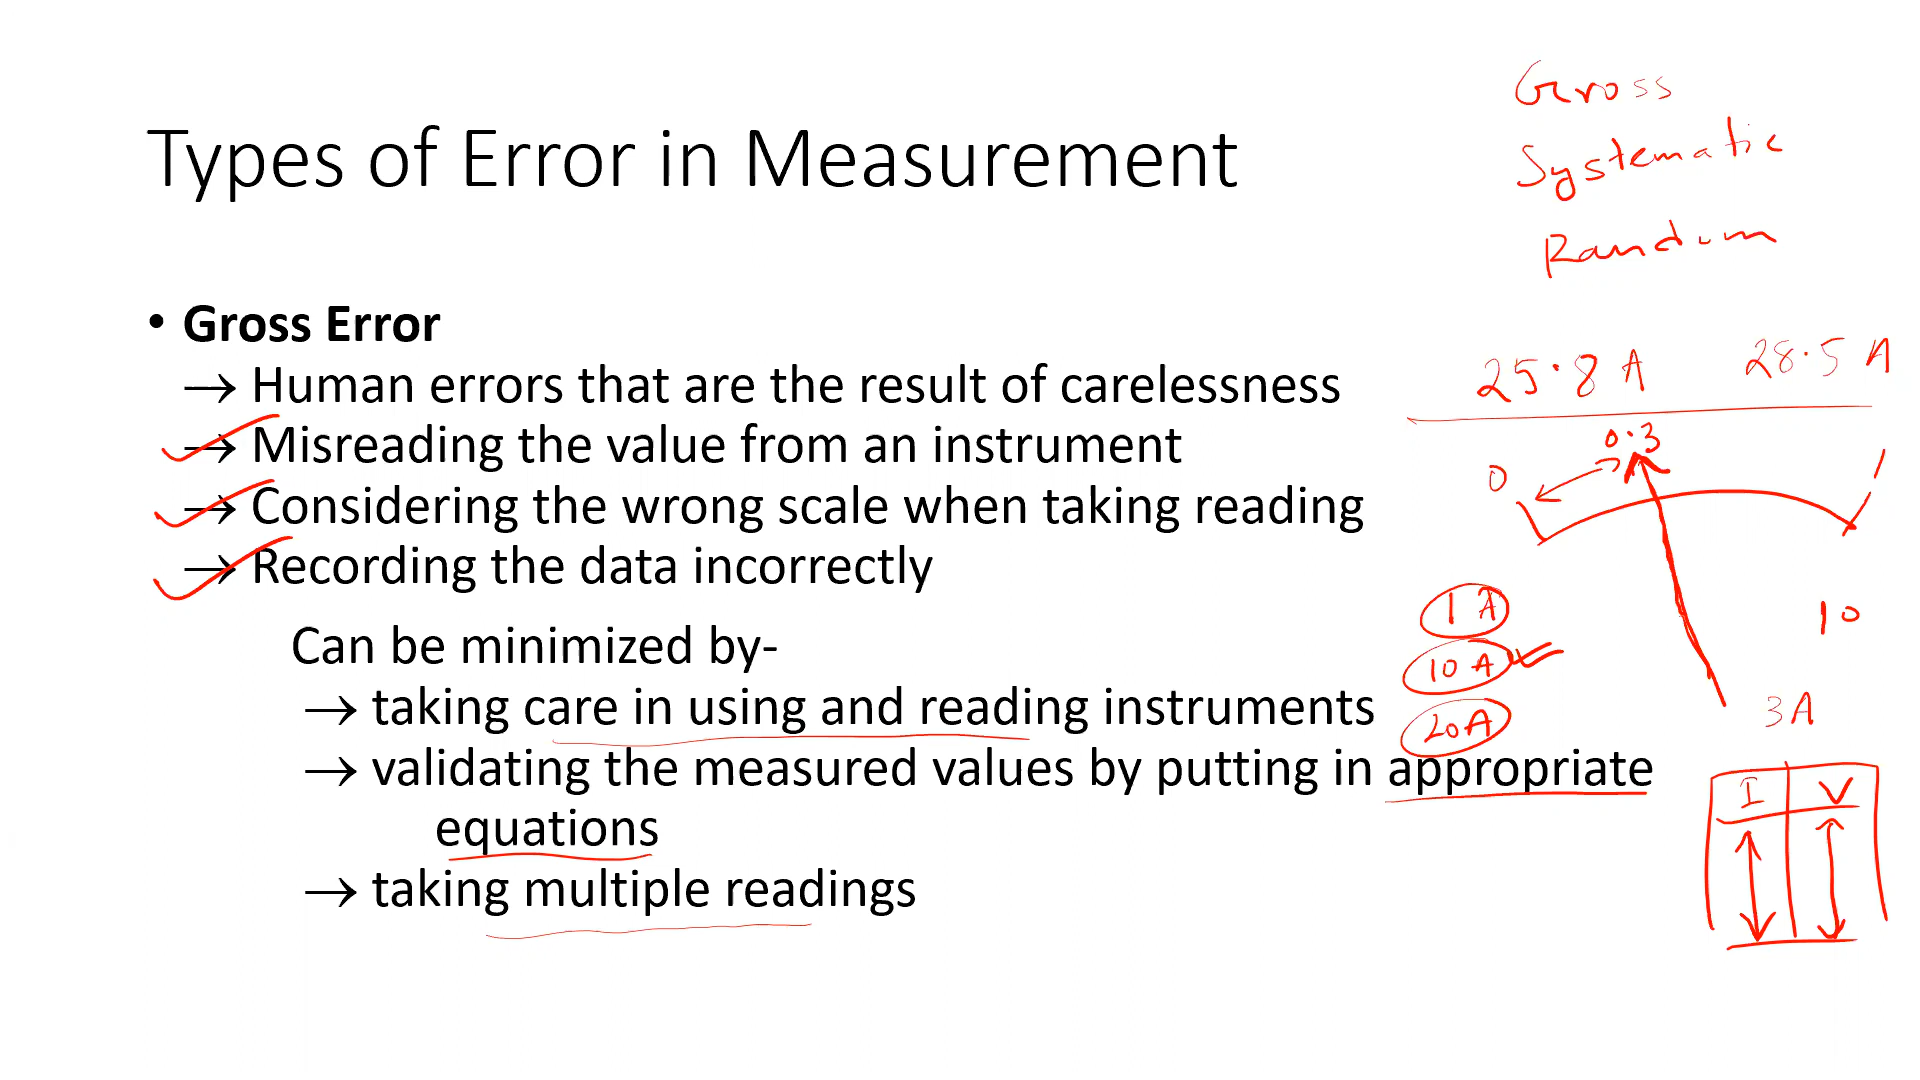 Gross
Systematic
Random
Types of Error in Measurement
• Gross Error
→ Human errors that are the result of carelessness
→ Misreading the value from an instrument
→ Considering the wrong scale when taking reading
→ Recording the data incorrectly
Can be minimized by-
→ taking care in using and reading instruments
→ validating the measured values by putting in appropriate
equations
→ taking multiple readings
25.8 A 28.5 A
0 0.3 1
10
1 A
10 A
20A
3A
I V